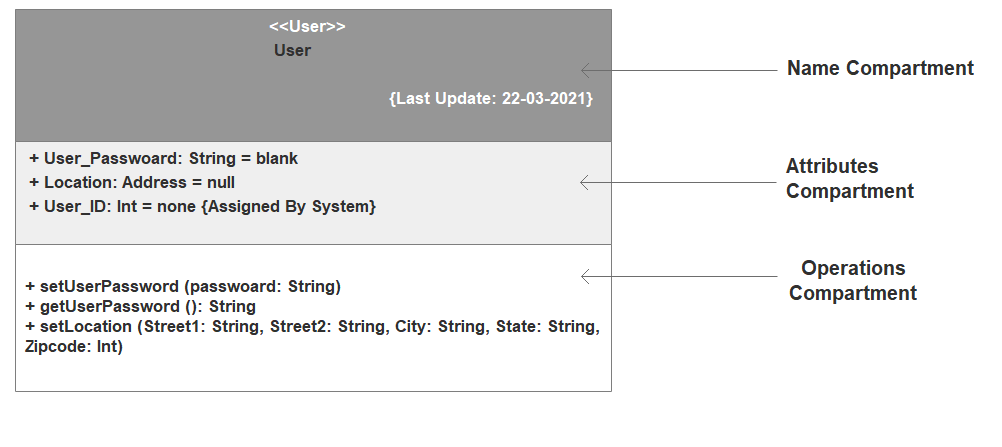 <<User>>
User
{Last Update: 22-03-2021}
Name Compartment
+ User_Passwoard: String = blank
+ Location: Address = null
+ User_ID: Int = none {Assigned By System}
Attributes
Compartment
+ setUserPassword (passwoard: String)
+ getUserPassword (): String
+ setLocation (Street1: String, Street2: String, City: String, State: String,
Zipcode: Int)
Operations
Compartment